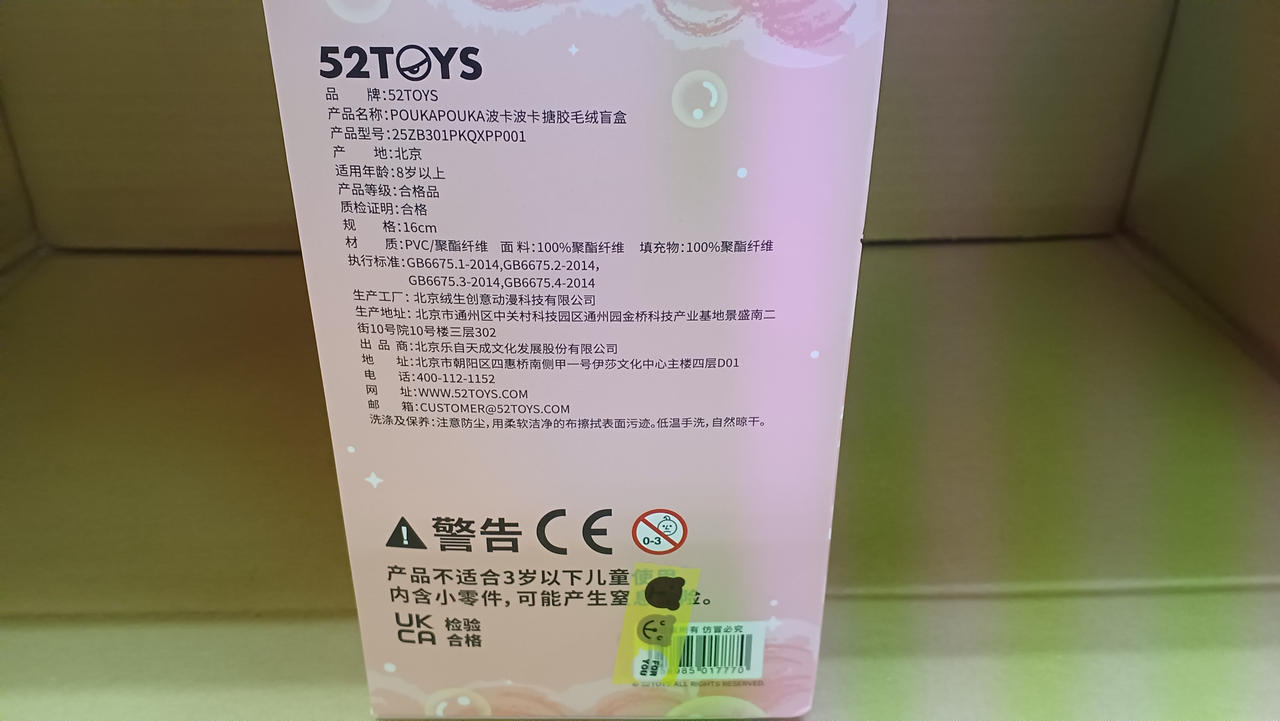 52TOYS
品 牌:52TOYS
产品名称:POUKAPOUKA波卡波卡搪胶毛绒盲盒
产品型号:25ZB301PKQXPP001
产 地:北京
适用年龄:8岁以上
产品等级:合格品
质检证明:合格
规 格:16cm
材 质:PVC/聚酯纤维 面料:100%聚酯纤维 填充物:100%聚酯纤维
执行标准:GB6675.1-2014,GB6675.2-2014,
GB6675.3-2014,GB6675.4-2014
生产工厂:北京绒生创意动漫科技有限公司
生产地址:北京市通州区中关村科技园区通州园金桥科技产业基地景盛南二
街10号院10号楼三层302
出品商:北京乐自天成文化发展股份有限公司
地 址:北京市朝阳区四惠桥南侧甲一号伊莎文化中心主楼四层D01
电 话:400-112-1152
网 址:WWW.52TOYS.COM
邮 箱:CUSTOMER@52TOYS.COM
洗涤及保养:注意防尘,用柔软洁净的布擦拭表面污迹。低温手洗,自然晾干。
警告 CE
0-3
产品不适合3岁以下儿童使用
内含小零件,可能产生窒 险。
UK
CA
检验
合格
所有 仿冒必究
FOR
YOU
085 017770
© 52TOYS ALL RIGHTS RESERVED.